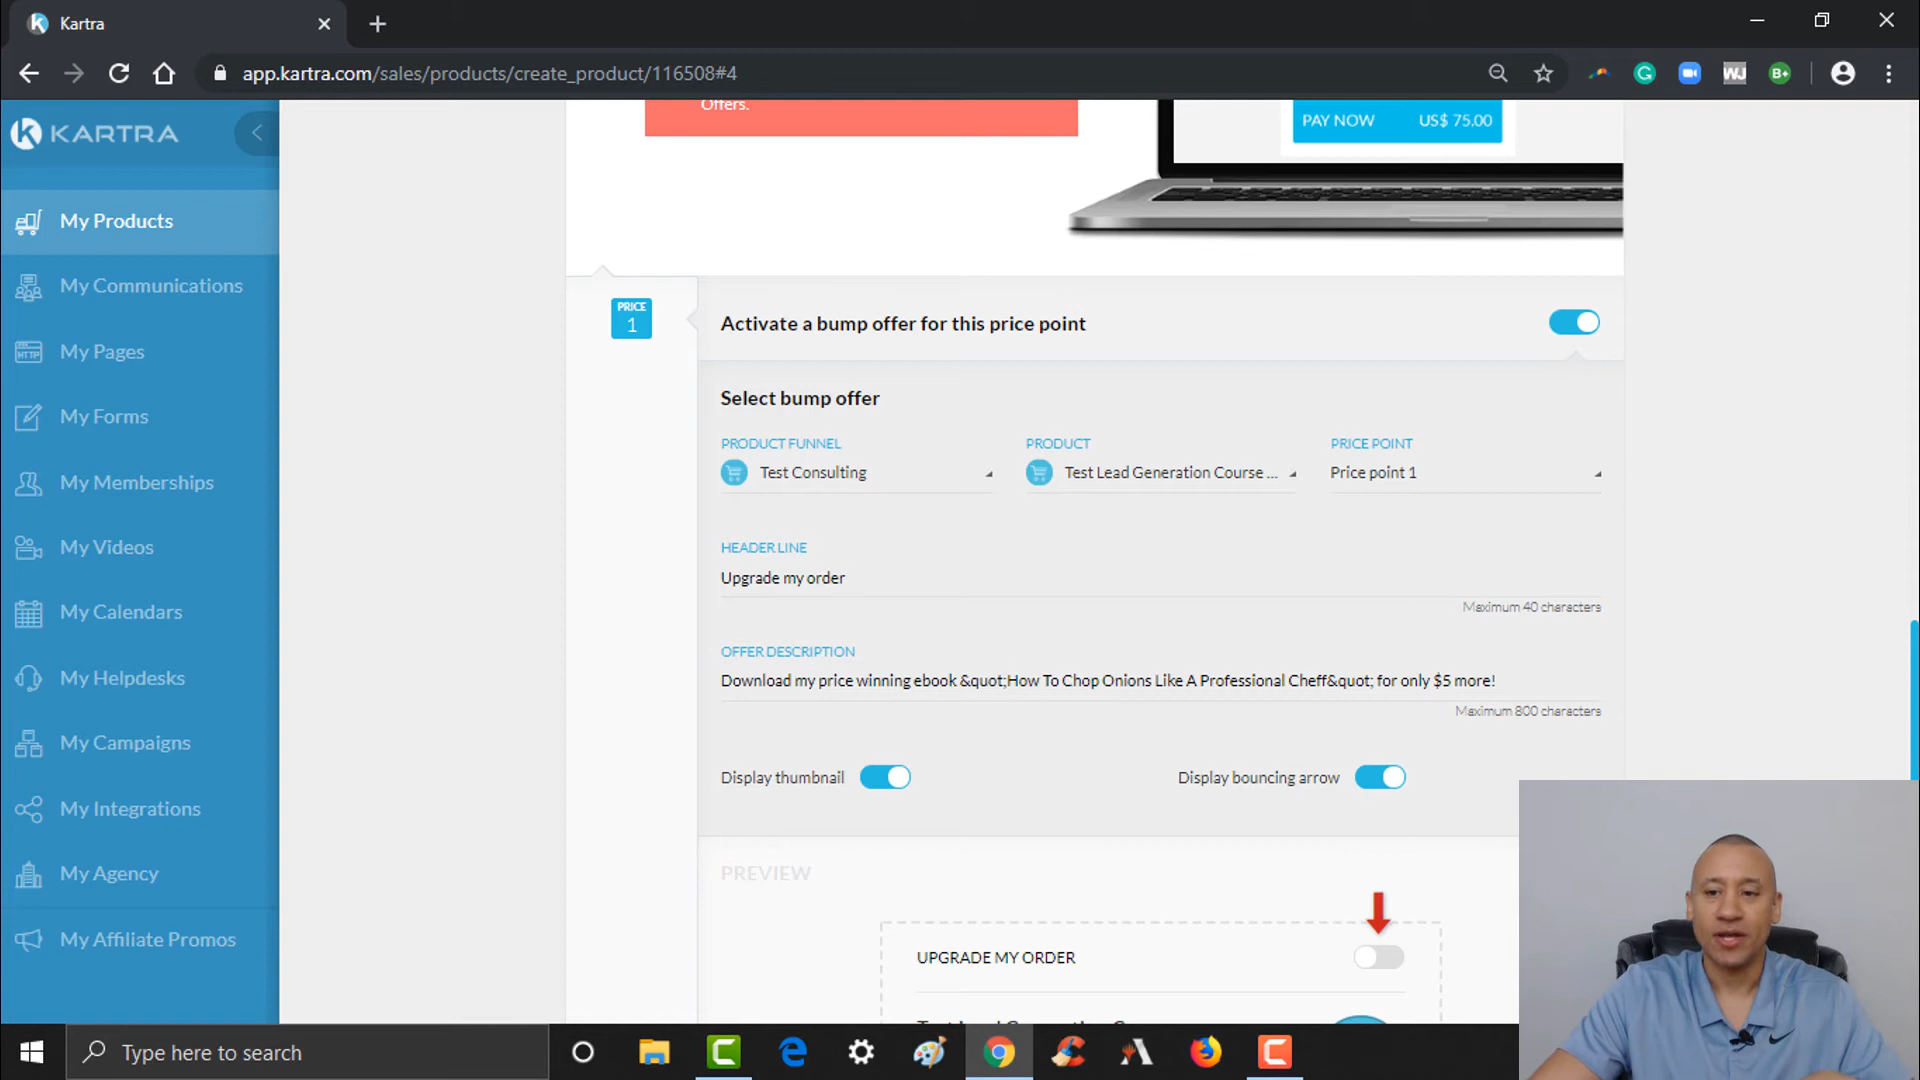 Kartra
app.kartra.com/sales/products/create_product/116508#4
WJ
B+
KARTRA
Offers.
PAY NOW US$ 75.00
My Products
My Communications
HTTP
My Pages
My Forms
My Memberships
My Videos
My Calendars
My Helpdesks
My Campaigns
My Integrations
My Agency
My Affiliate Promos
PRICE
1
Activate a bump offer for this price point
Select bump offer
PRODUCT FUNNEL PRODUCT PRICE POINT
Test Consulting Test Lead Generation Course ... Price point 1
HEADER LINE
Upgrade my order
Maximum 40 characters
OFFER DESCRIPTION
Download my price winning ebook &quot;How To Chop Onions Like A Professional Cheff&quot; for only $5 more!
Maximum 800 characters
Display thumbnail Display bouncing arrow
PREVIEW
UPGRADE MY ORDER
Type here to search